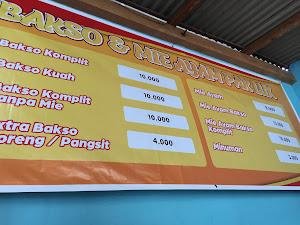 BAKSO & MIE AYAM PAK
Bakso Komplit 10.000
Bakso Kuah 10.000
Bakso Komplit
Tanpa Mie 10.000
Extra Bakso
Goreng / Pangsit 4.000
Mie Ayam
Mie Ayam Bakso
Mie Ayam Bakso
Komplit
Minuman